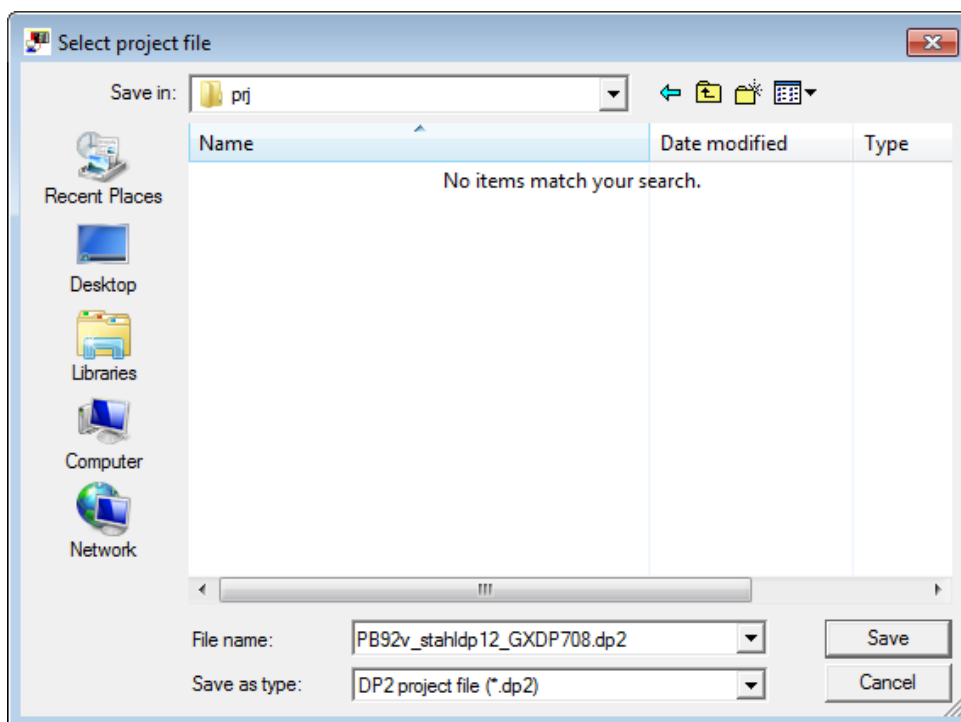 Select project file
Save in: prj
Name Date modified Type
No items match your search.
Recent Places
Desktop
Libraries
Computer
Network
File name: PB92v_stahldp12_GXDP708.dp2 Save
Save as type: DP2 project file (*.dp2) Cancel